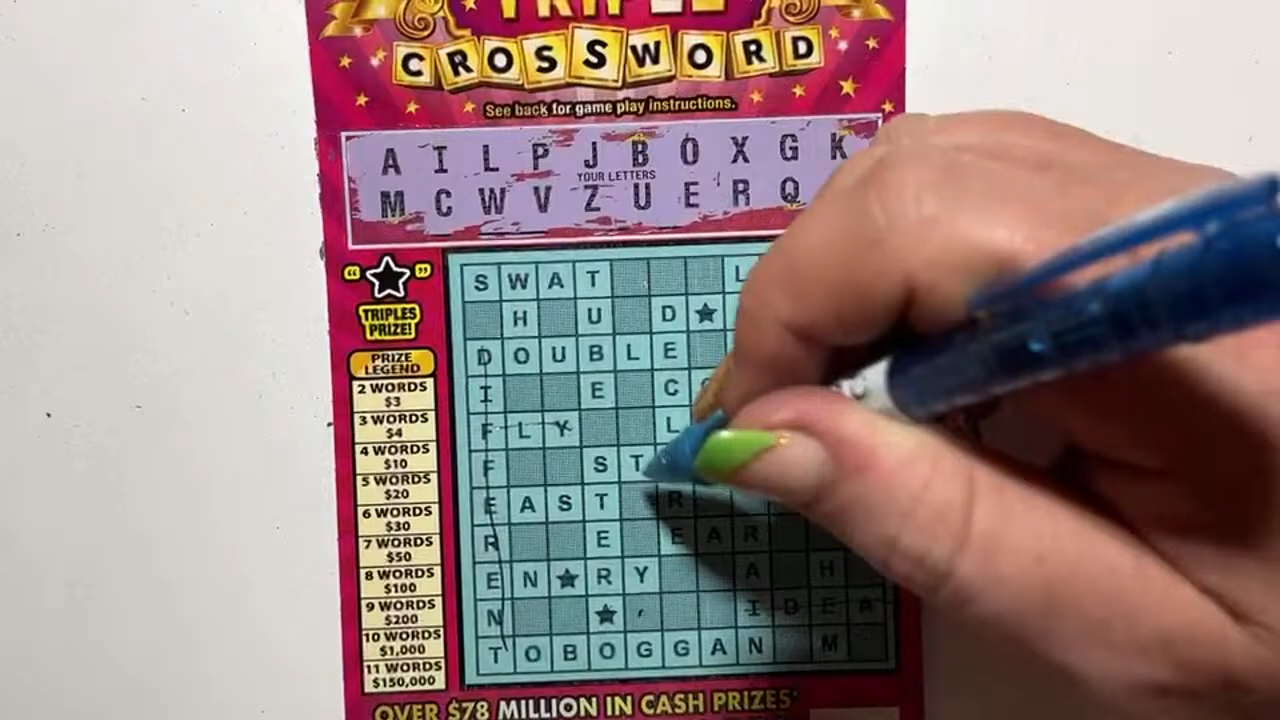 TRIPLE
CROSSWORD
See back for game play instructions.
A I L P J B O X G K
YOUR LETTERS
M C W V Z U E R Q
" "
TRIPLES
PRIZE!
PRIZE
LEGEND
2 WORDS
$3
3 WORDS
$4
4 WORDS
$10
5 WORDS
$20
6 WORDS
$30
7 WORDS
$50
8 WORDS
$100
9 WORDS
$200
10 WORDS
$1,000
11 WORDS
$150,000
S W A T L
H U D
D O U B L E
I E C
F L Y L
F S T
E A S T R
R E E A R
E N R Y A H
N I D E A
T O B O G G A N M
OVER $78 MILLION IN CASH PRIZES*